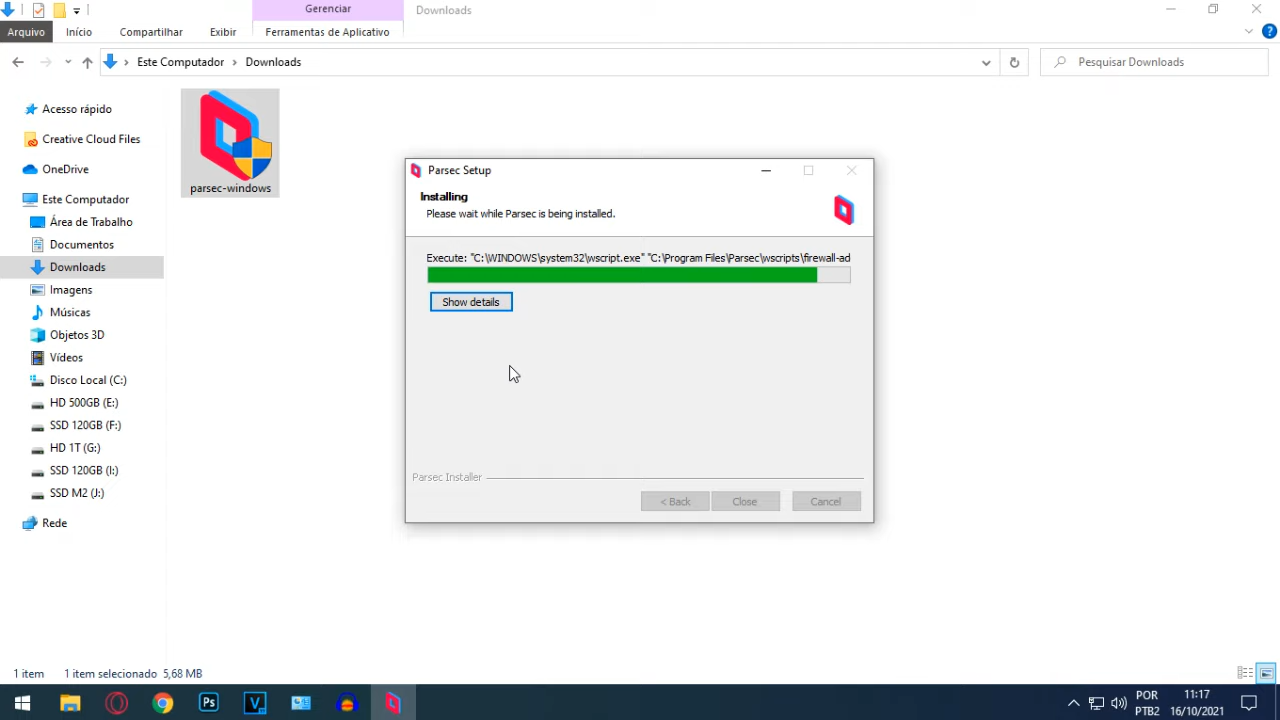 Gerenciar
Downloads
Arquivo
Início
Compartilhar
Exibir
Ferramentas de Aplicativo
Este Computador
Downloads
Pesquisar Downloads
Acesso rápido
Creative Cloud Files
OneDrive
Este Computador
Área de Trabalho
Documentos
Downloads
Imagens
Músicas
Objetos 3D
Vídeos
Disco Local (C:)
HD 500GB (E:)
SSD 120GB (F:)
HD 1T (G:)
SSD 120GB (I:)
SSD M2 (J:)
Rede
parsec-windows
Parsec Setup
Installing
Please wait while Parsec is being installed.
Execute: "C:\WINDOWS\system32\wscript.exe" "C:\Program Files\Parsec\wscripts\firewall-ad
Show details
Parsec Installer
< Back
Close
Cancel
1 item
1 item selecionado 5,68 MB
Ps
V
POR
PTB2
11:17
16/10/2021